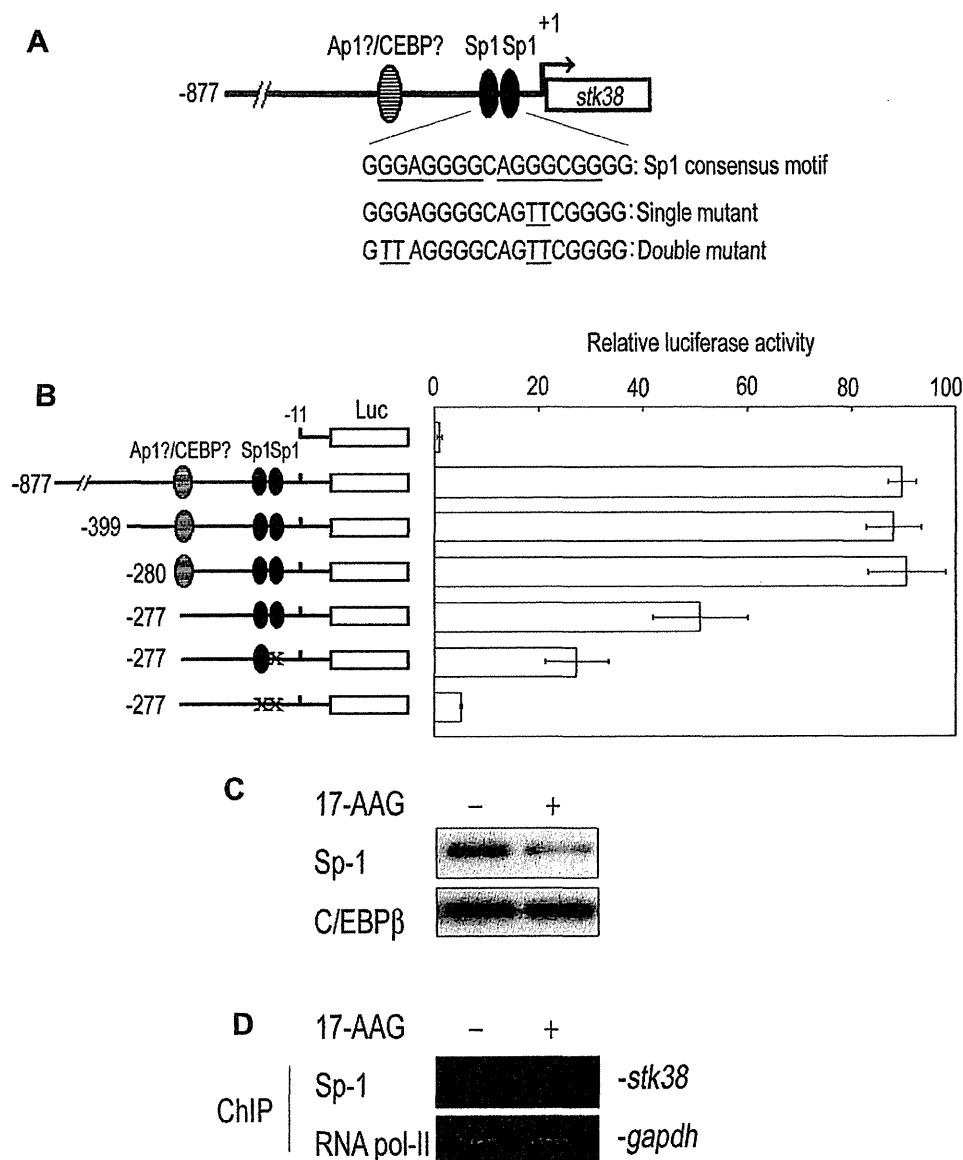 A
+1
Ap1?/CEBP? Sp1 Sp1
-877
stk38
GGGAGGGGCAGGGCGGGG: Sp1 consensus motif
GGGAGGGGCAGTTCGGGG: Single mutant
GTTAGGGGCAGTTCGGGG: Double mutant
Relative luciferase activity
B
0 20 40 60 80 100
-11 Luc
Ap1?/CEBP? Sp1Sp1
-877
-399
-280
-277
-277 x
-277 xx
C
17-AAG - +
Sp-1
C/EBPβ
D
17-AAG - +
ChIP
Sp-1 -stk38
RNA pol-II -gapdh